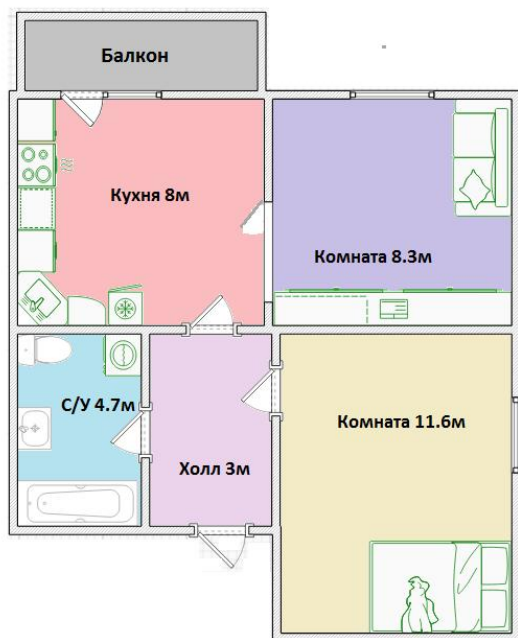 Балкон
Кухня 8м
Комната 8.3м
С/У 4.7м
Комната 11.6м
Холл 3м